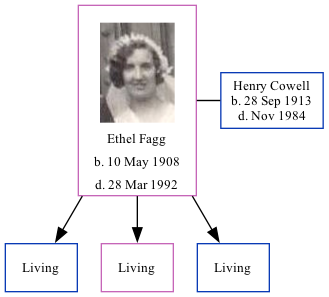 Ethel Fagg
b. 10 May 1908
d. 28 Mar 1992
Henry Cowell
b. 28 Sep 1913
d. Nov 1984
Living
Living
Living